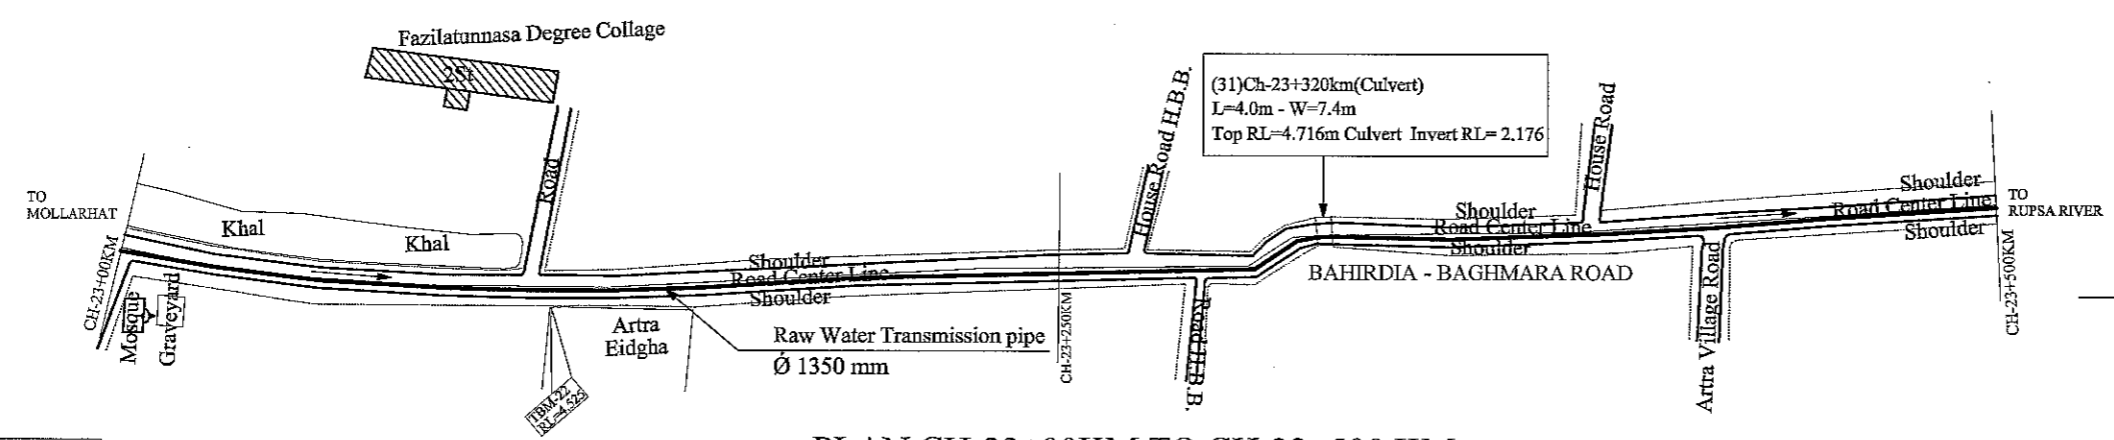 Fazilatunnasa Degree Collage
2St
(31)Ch-23+320km(Culvert)
L=4.0m - W=7.4m
Top RL=4.716m Culvert Invert RL= 2.176
House Road H.B.B.
House Road
Road
TO
MOLLARHAT
Khal
Khal
Shoulder
Road Center Line
Shoulder
Shoulder
Road Center Line
Shoulder
Shoulder
Road Center Line
Shoulder
TO
RUPSA RIVER
CH-23+00KM
Mosque
Graveyard
BAHIRDIA - BAGHMARA ROAD
Artra
Eidgha
Raw Water Transmission pipe
Ø 1350 mm
CH-23+250KM
Road H.B.B.
Artra Village Road
CH-23+500KM
TBM-22
RL=4.525